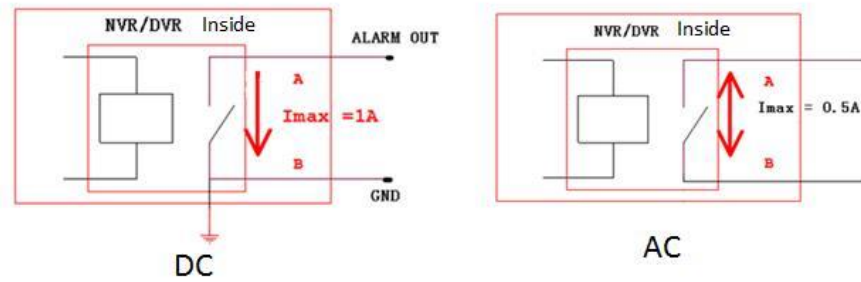 NVR/DVR Inside
ALARM OUT
A
Imax =1A
B
GND
DC
NVR/DVR Inside
A
Imax = 0.5A
B
AC